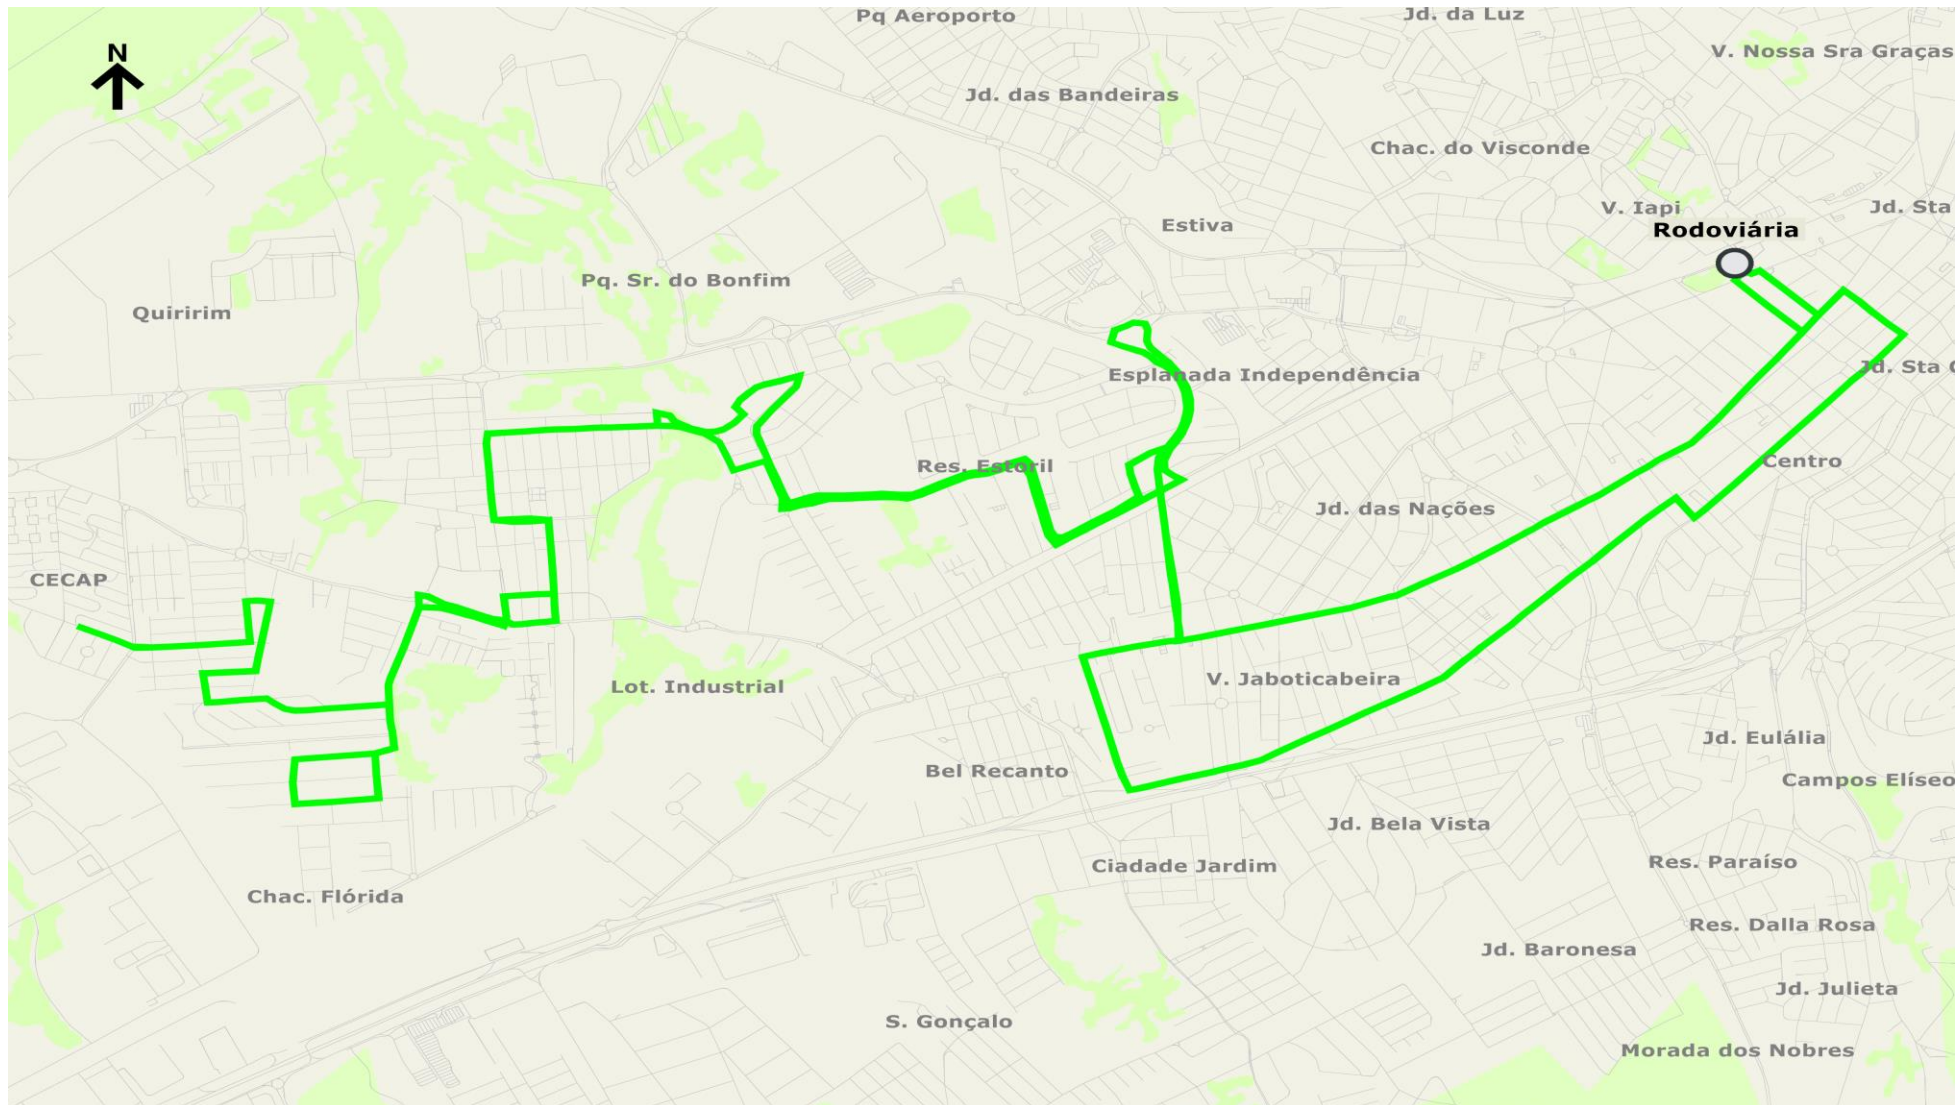 Pq Aeroporto
Jd. da Luz
N
V. Nossa Sra Graças
Jd. das Bandeiras
Chac. do Visconde
V. Iapi
Jd. Sta
Estiva
Rodoviária
Pq. Sr. do Bonfim
Quiririm
Esplanada Independência
Jd. Sta C
Res. Estoril
Centro
Jd. das Nações
CECAP
V. Jaboticabeira
Lot. Industrial
Jd. Eulália
Bel Recanto
Campos Elíseo
Jd. Bela Vista
Res. Paraíso
Ciadade Jardim
Chac. Flórida
Res. Dalla Rosa
Jd. Baronesa
Jd. Julieta
S. Gonçalo
Morada dos Nobres